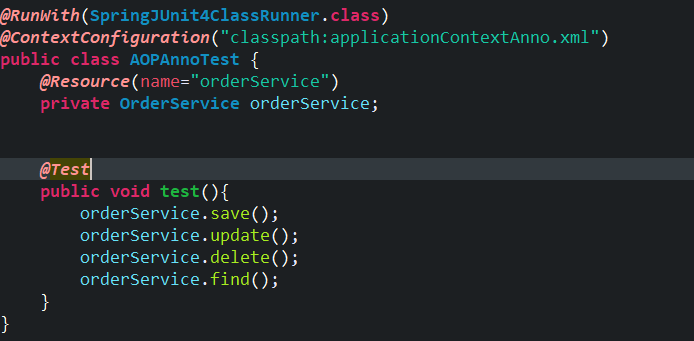 @RunWith(SpringJUnit4ClassRunner.class)
@ContextConfiguration("classpath:applicationContextAnno.xml")
public class AOPAnnoTest {
    @Resource(name="orderService")
    private OrderService orderService;
    @Test
    public void test(){
        orderService.save();
        orderService.update();
        orderService.delete();
        orderService.find();
    }
}